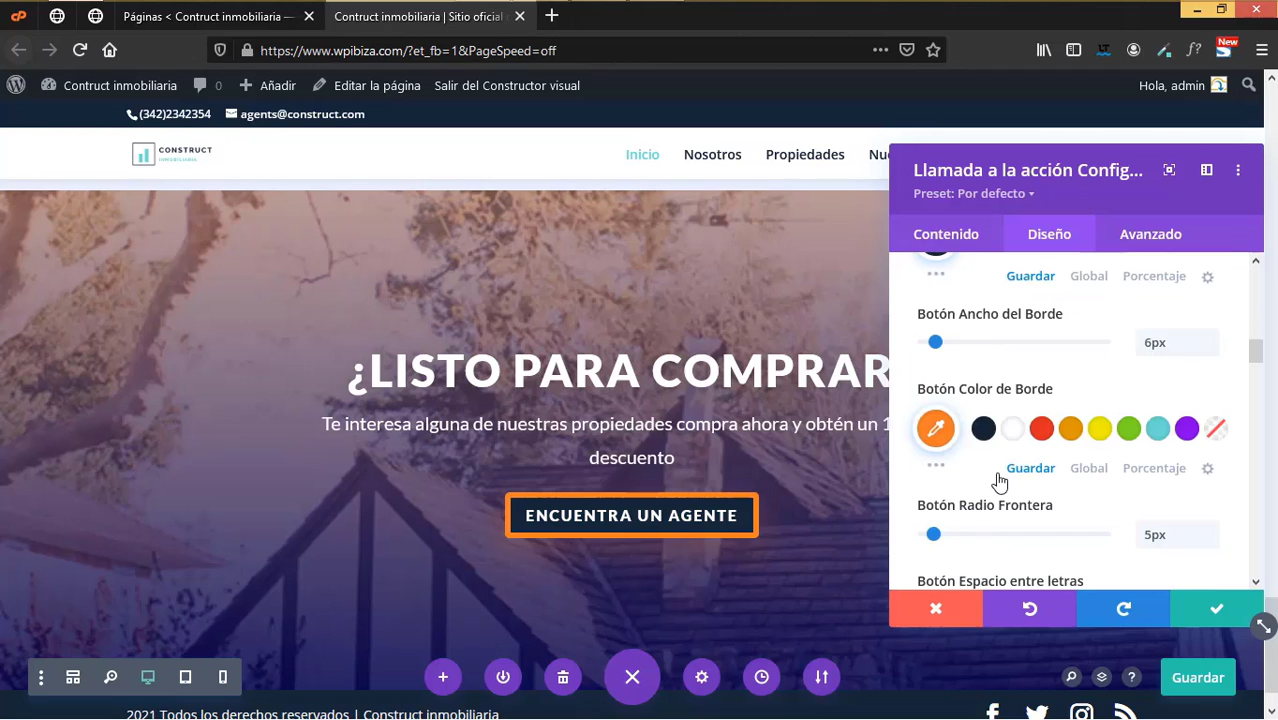 Páginas < Contruct inmobiliaria —
Contruct inmobiliaria | Sitio oficial
https://www.wpibiza.com/?et_fb=1&PageSpeed=off
New
Contruct inmobiliaria
0
Añadir
Editar la página
Salir del Constructor visual
Hola, admin
(342)2342354
agents@construct.com
CONSTRUCT
INMOBILIARIA
Inicio
Nosotros
Propiedades
Llamada a la acción Config...
Preset: Por defecto
Contenido
Diseño
Avanzado
Guardar
Global
Porcentaje
Botón Ancho del Borde
6px
Botón Color de Borde
Guardar
Global
Porcentaje
Botón Radio Frontera
5px
Botón Espacio entre letras
¿LISTO PARA COMPRAR
Te interesa alguna de nuestras propiedades compra ahora y obtén un 1
descuento
ENCUENTRA UN AGENTE
Guardar
2021 Todos los derechos reservados | Construct inmobiliaria